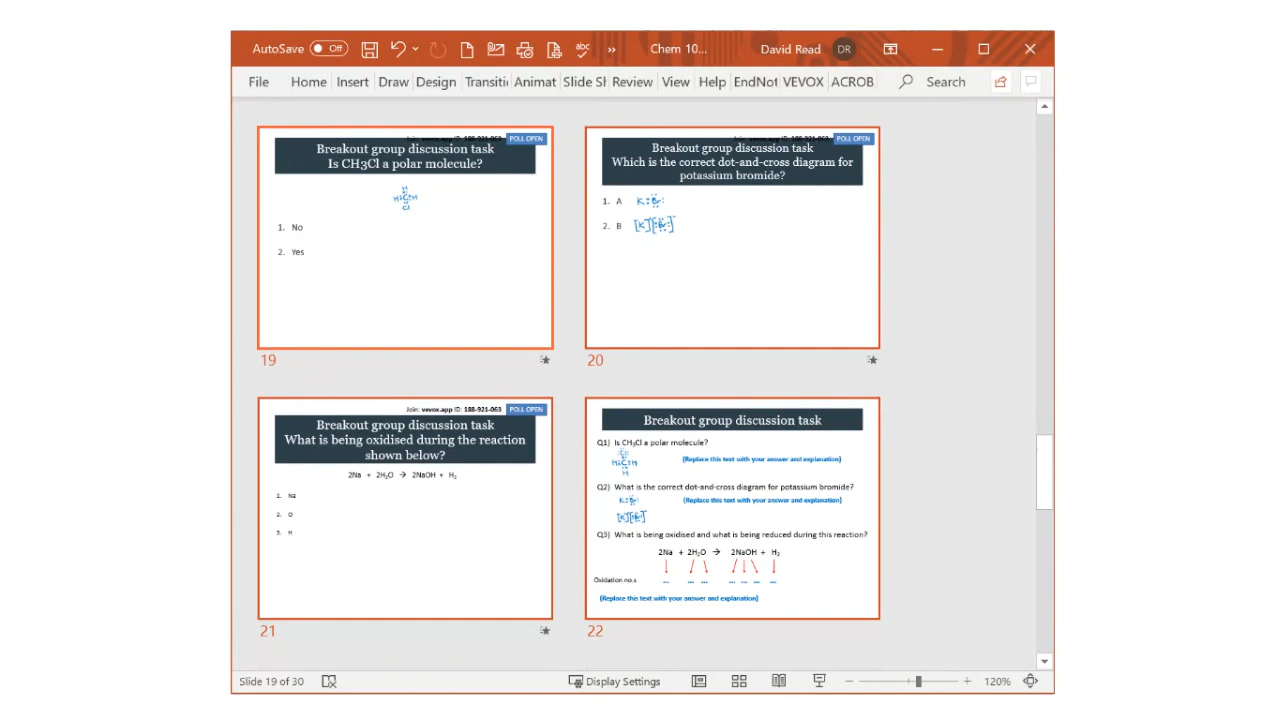 AutoSave Off Chem 10... David Read DR
File Home Insert Draw Design Transiti Animat Slide Sh Review View Help EndNot VEVOX ACROB Search
POLL OPEN
Breakout group discussion task
Is CH3Cl a polar molecule?
H
H C H
Cl
1. No
2. Yes
19
POLL OPEN
Breakout group discussion task
Which is the correct dot-and-cross diagram for
potassium bromide?
1. A K : Br
2. B [K][Br]
20
Join: vevox.app ID: 188-921-063 POLL OPEN
Breakout group discussion task
What is being oxidised during the reaction
shown below?
2Na + 2H₂O → 2NaOH + H₂
1. Na
2. O
3. H
21
Breakout group discussion task
Q1) Is CH₃Cl a polar molecule?
Cl
H C H
H
(Replace this text with your answer and explanation)
Q2) What is the correct dot-and-cross diagram for potassium bromide?
K : Br
(Replace this text with your answer and explanation)
[K][Br]
Q3) What is being oxidised and what is being reduced during this reaction?
2Na + 2H₂O → 2NaOH + H₂
Oxidation no.s ... ... ... ... ... ... ...
(Replace this text with your answer and explanation)
22
Slide 19 of 30 Display Settings 120%